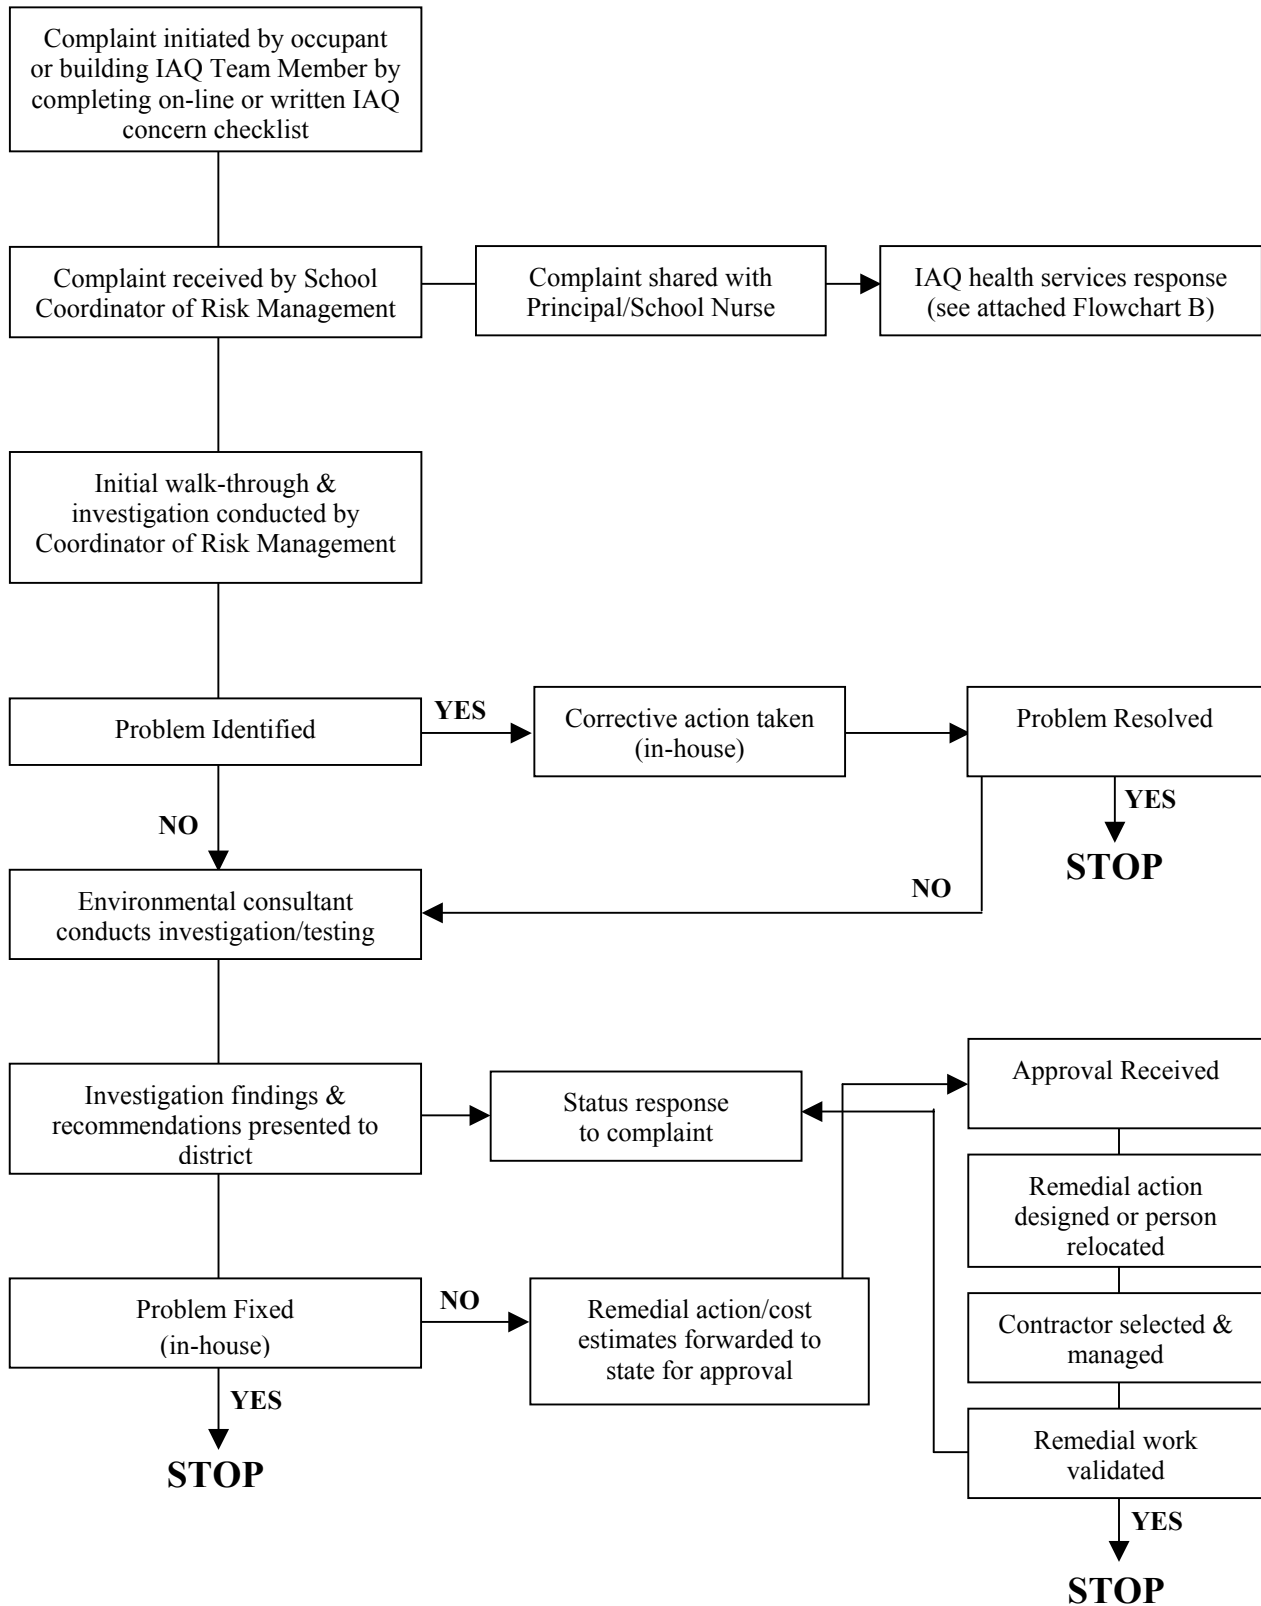 Complaint initiated by occupant
or building IAQ Team Member by
completing on-line or written IAQ
concern checklist
Complaint received by School
Coordinator of Risk Management
Complaint shared with
Principal/School Nurse
IAQ health services response
(see attached Flowchart B)
Initial walk-through &
investigation conducted by
Coordinator of Risk Management
Problem Identified
YES
Corrective action taken
(in-house)
Problem Resolved
YES
STOP
NO
NO
Environmental consultant
conducts investigation/testing
Investigation findings &
recommendations presented to
district
Status response
to complaint
Approval Received
Remedial action
designed or person
relocated
Problem Fixed
(in-house)
NO
Remedial action/cost
estimates forwarded to
state for approval
Contractor selected &
managed
YES
STOP
Remedial work
validated
YES
STOP